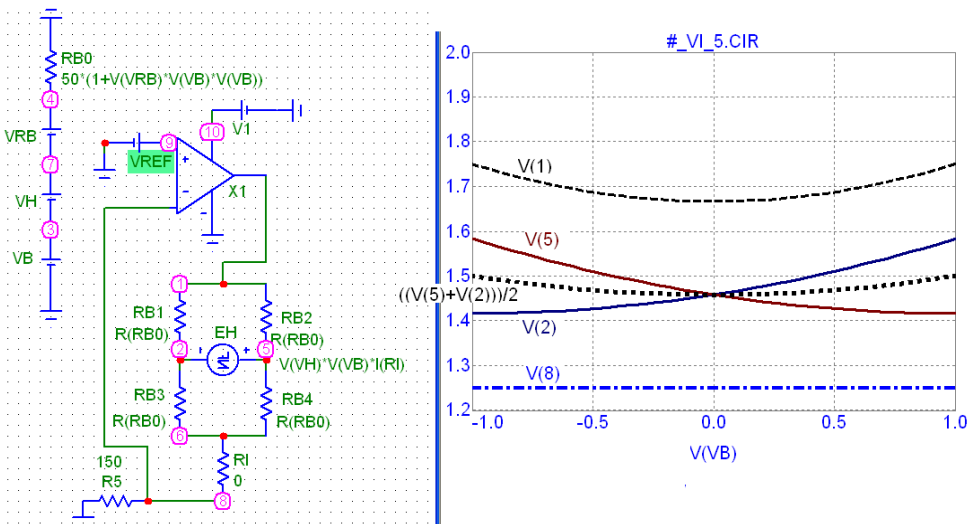 RB0
50*(1+V(VRB)*V(VB)*V(VB))
4
VRB
7
VH
3
VB
9
VREF
10
V1
X1
1
RB1
R(RB0)
RB2
R(RB0)
EH
2
5
V(VH)*V(VB)*I(RI)
RB3
R(RB0)
RB4
R(RB0)
6
RI
0
150
R5
8
#_VI_5.CIR
2.0
1.9
1.8
1.7
1.6
1.5
1.4
1.3
1.2
V(1)
V(5)
((V(5)+V(2)))/2
V(2)
V(8)
-1.0 -0.5 0.0 0.5 1.0
V(VB)